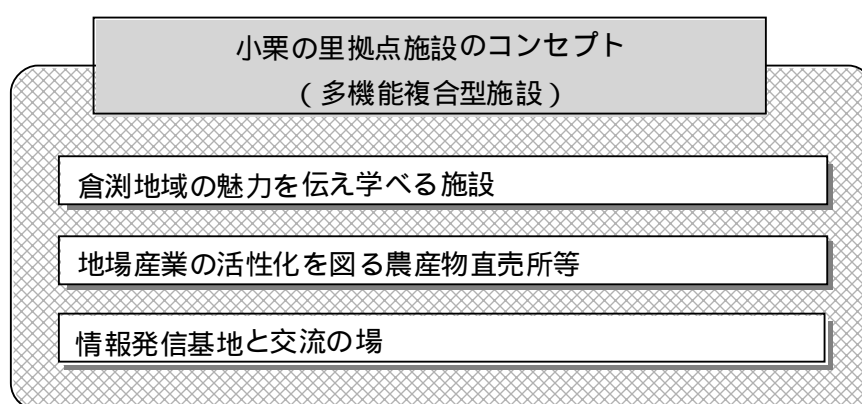 小栗の里拠点施設のコンセプト
（多機能複合型施設）
倉渕地域の魅力を伝え学べる施設
地場産業の活性化を図る農産物直売所等
情報発信基地と交流の場